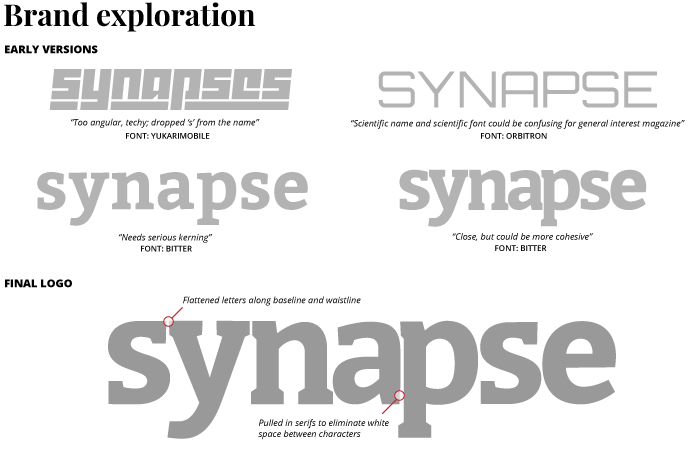 Brand exploration
EARLY VERSIONS
synapses
SYNAPSE
“Too angular, techy; dropped ‘s’ from the name”
“Scientific name and scientific font could be confusing for general interest magazine”
FONT: YUKARIMOBILE
FONT: ORBITRON
synapse
synapse
“Needs serious kerning”
“Close, but could be more cohesive”
FONT: BITTER
FONT: BITTER
FINAL LOGO
Flattened letters along baseline and waistline
synapse
Pulled in serifs to eliminate white
space between characters